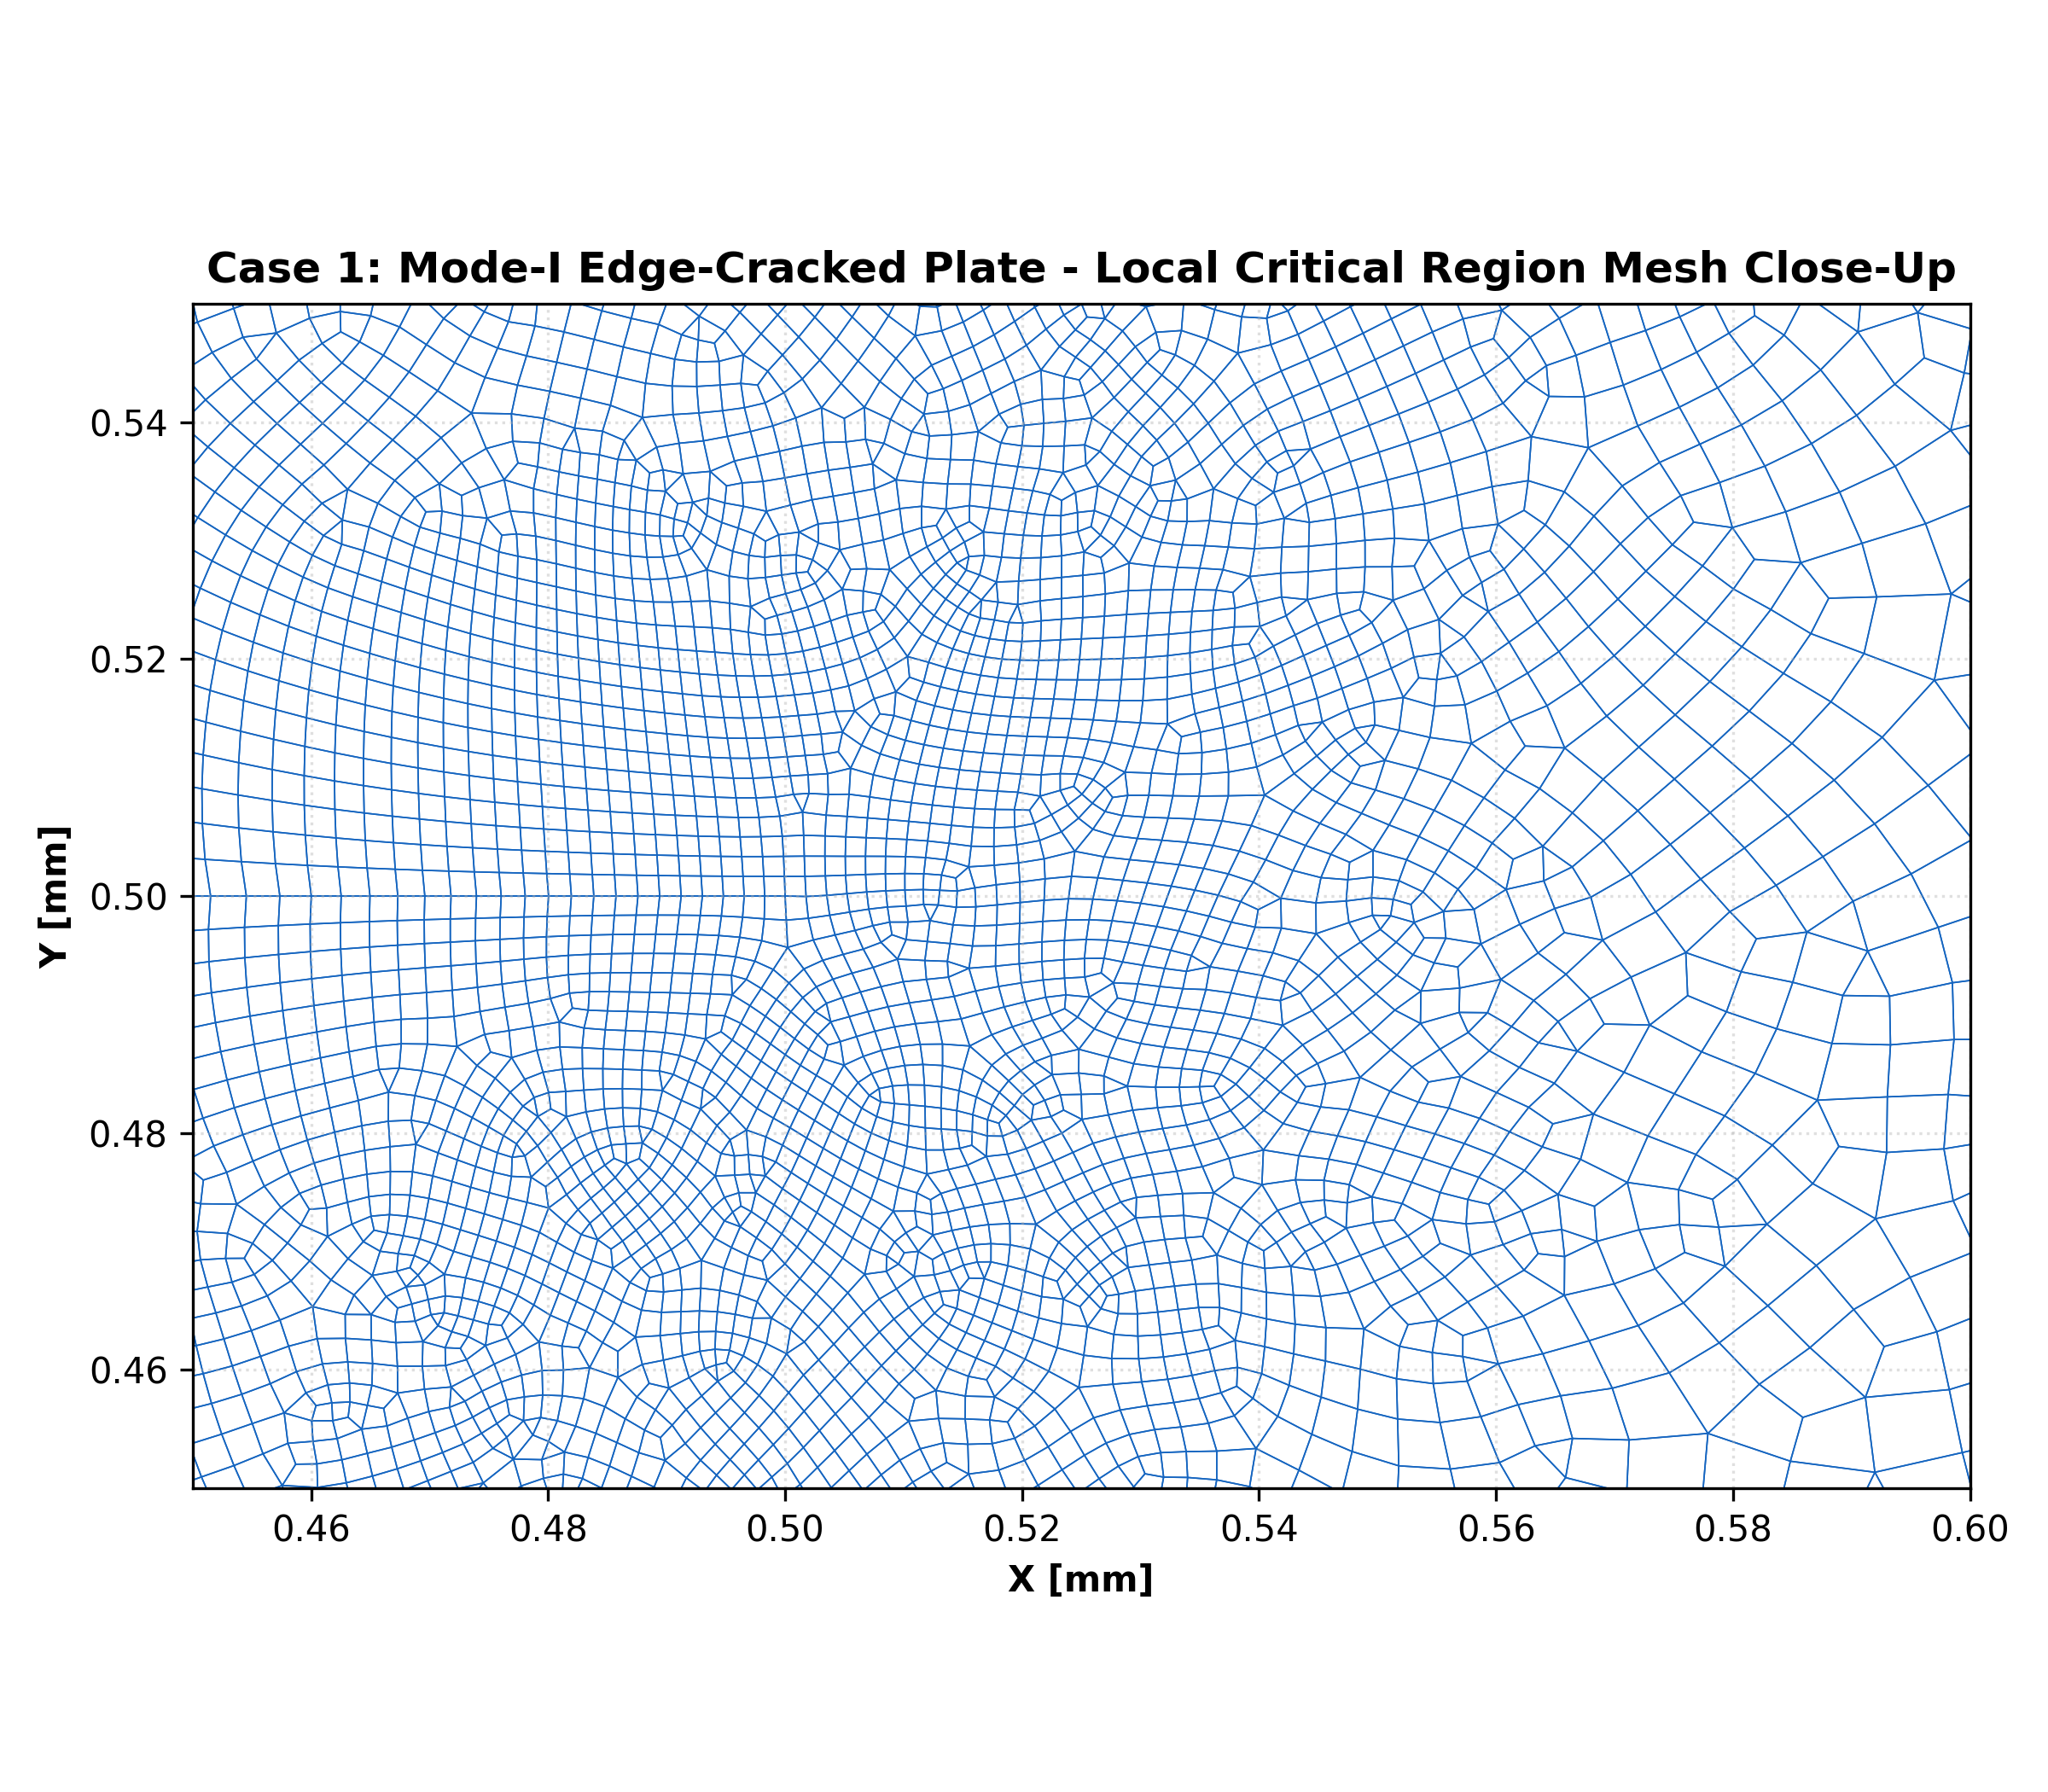 Case 1: Mode-I Edge-Cracked Plate - Local Critical Region Mesh Close-Up
0.54
0.52
0.50
0.48
0.46
Y [mm]
0.46 0.48 0.50 0.52 0.54 0.56 0.58 0.60
X [mm]